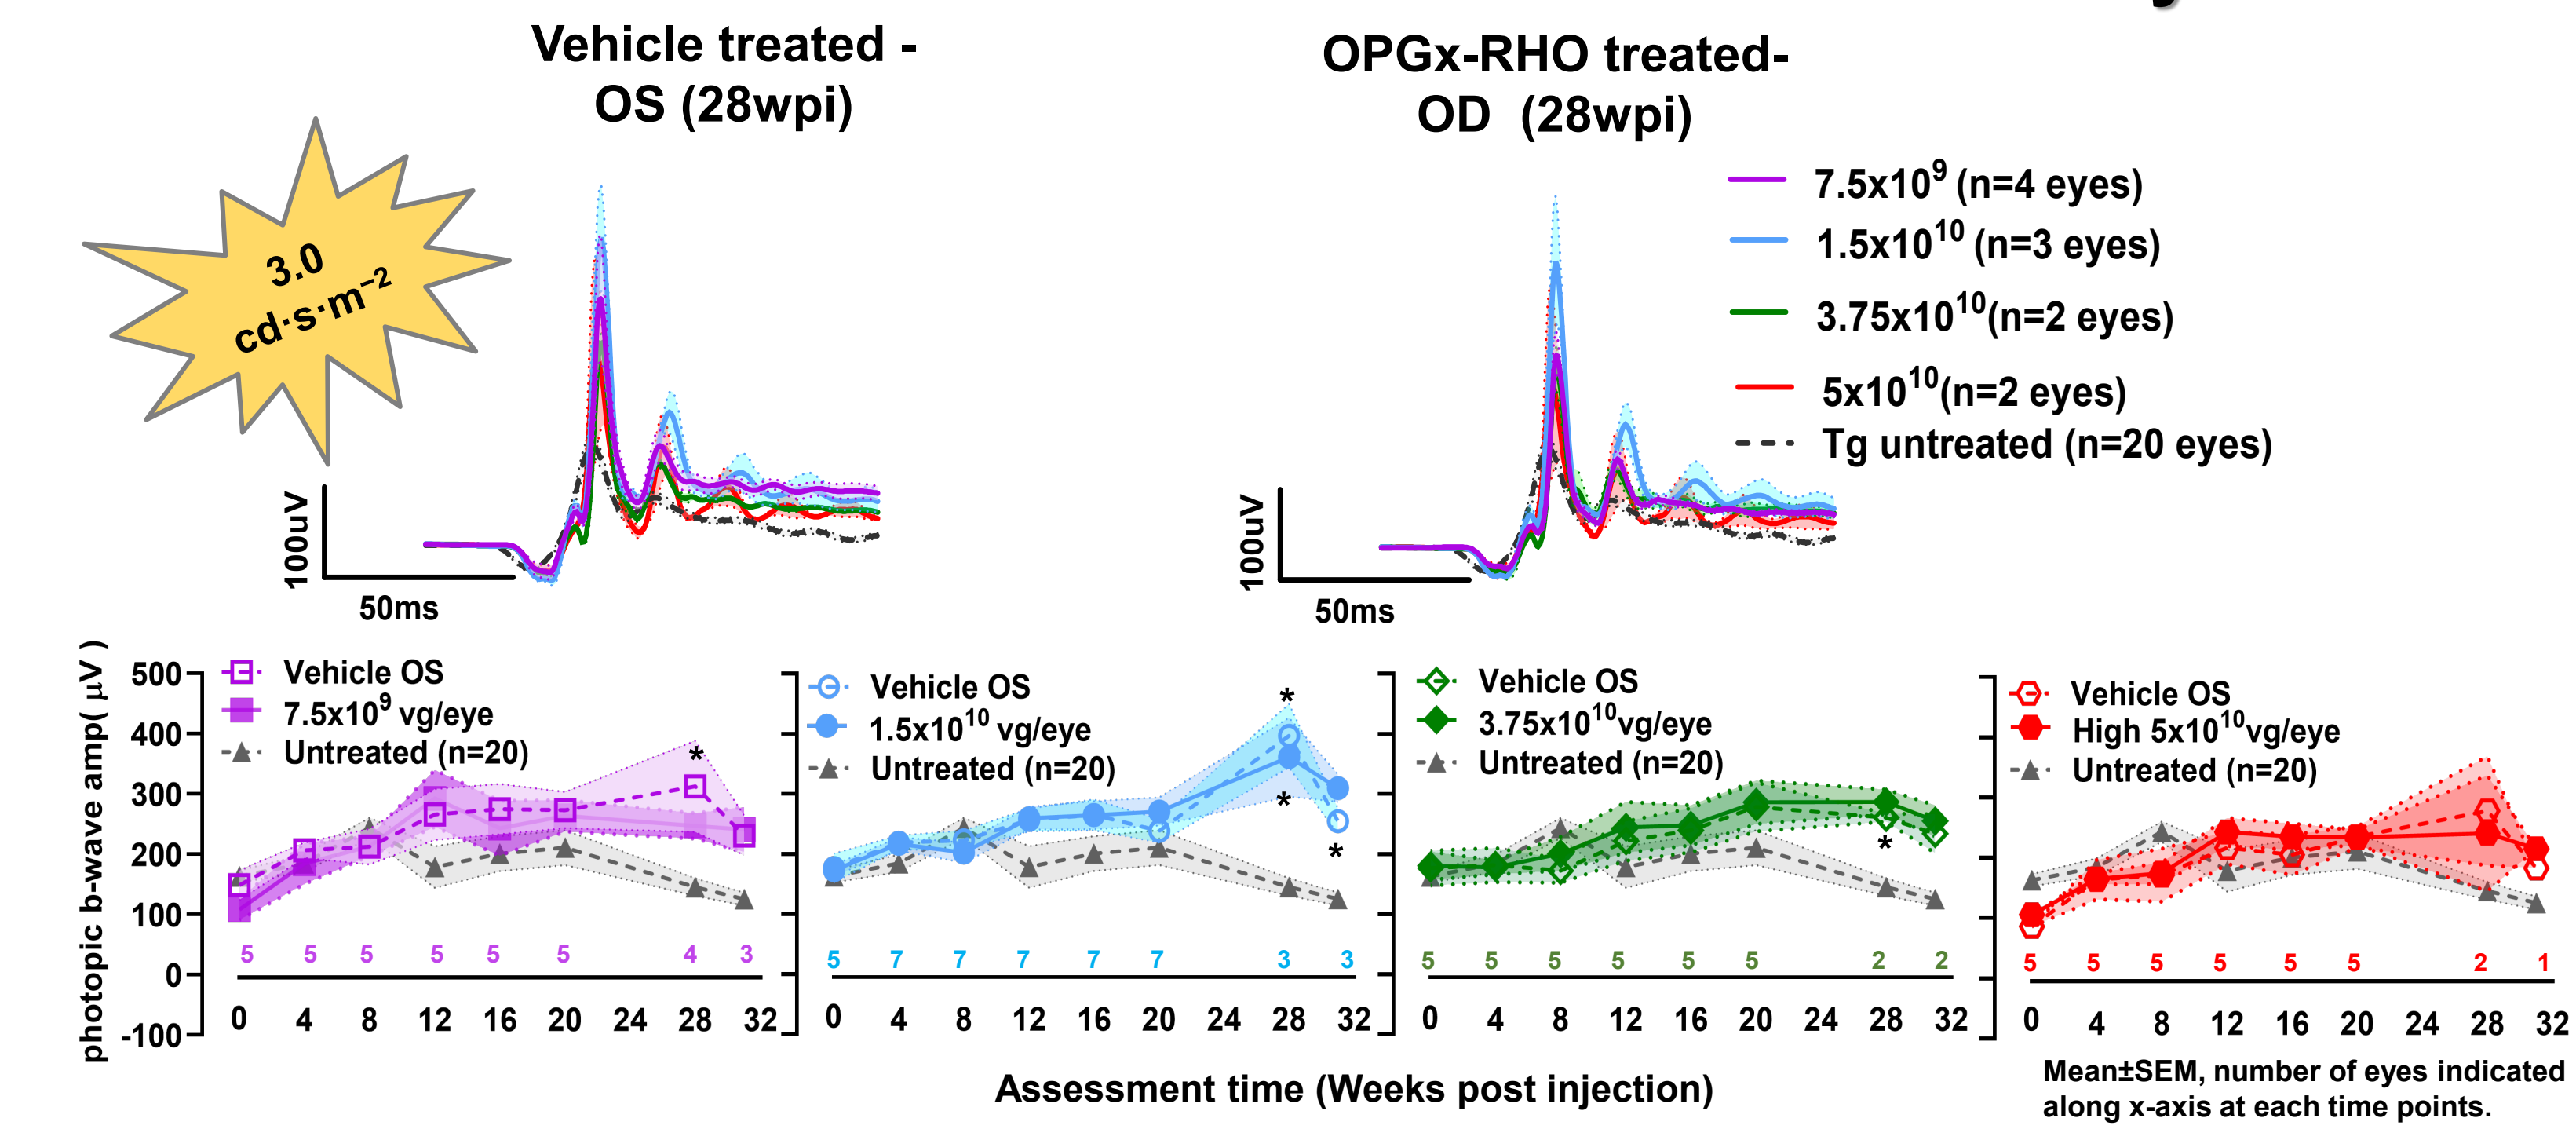 Vehicle treated -
OS (28wpi)
OPGx-RHO treated-
OD (28wpi)
3.0
cd·s·m⁻²
7.5x10⁹ (n=4 eyes)
1.5x10¹⁰ (n=3 eyes)
3.75x10¹⁰(n=2 eyes)
5x10¹⁰(n=2 eyes)
Tg untreated (n=20 eyes)
100uV
50ms
100uV
50ms
photopic b-wave amp( µV )
500
400
300
200
100
0
-100
Vehicle OS
7.5x10⁹ vg/eye
Untreated (n=20)
*
5 5 5 5 5 5 4 3
0 4 8 12 16 20 24 28 32
Vehicle OS
1.5x10¹⁰ vg/eye
Untreated (n=20)
*
*
*
5 7 7 7 7 7 3 3
0 4 8 12 16 20 24 28 32
Vehicle OS
3.75x10¹⁰vg/eye
Untreated (n=20)
*
5 5 5 5 5 5 2 2
0 4 8 12 16 20 24 28 32
Vehicle OS
High 5x10¹⁰vg/eye
Untreated (n=20)
5 5 5 5 5 5 2 1
0 4 8 12 16 20 24 28 32
Assessment time (Weeks post injection)
Mean±SEM, number of eyes indicated
along x-axis at each time points.